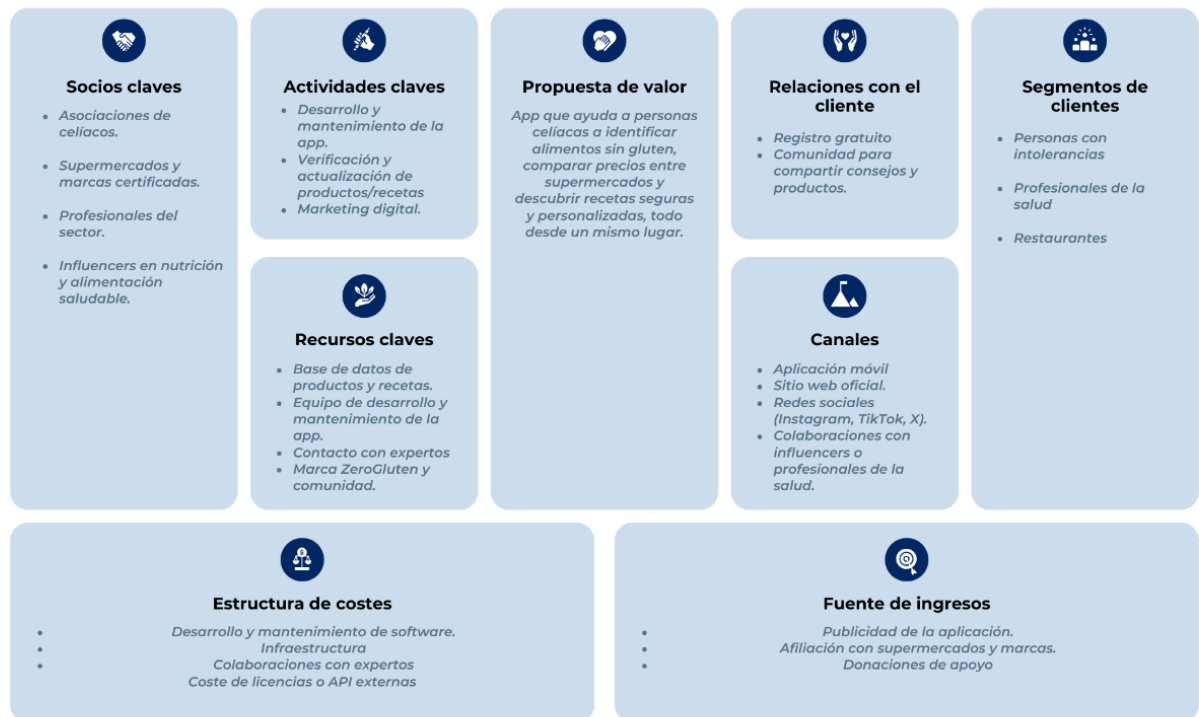 Socios claves
• Asociaciones de
celíacos.
• Supermercados y
marcas certificadas.
• Profesionales del
sector.
• Influencers en nutrición
y alimentación
saludable.
Actividades claves
• Desarrollo y
mantenimiento de la
app.
• Verificación y
actualización de
productos/recetas
• Marketing digital.
Recursos claves
• Base de datos de
productos y recetas.
• Equipo de desarrollo y
mantenimiento de la
app.
• Contacto con expertos
• Marca ZeroGluten y
comunidad.
Propuesta de valor
App que ayuda a personas
celíacas a identificar
alimentos sin gluten,
comparar precios entre
supermercados y
descubrir recetas seguras
y personalizadas, todo
desde un mismo lugar.
Relaciones con el
cliente
• Registro gratuito
• Comunidad para
compartir consejos y
productos.
Canales
• Aplicación móvil
• Sitio web oficial.
• Redes sociales
(Instagram, TikTok, X).
• Colaboraciones con
influencers o
profesionales de la
salud.
Segmentos de
clientes
• Personas con
intolerancias
• Profesionales de la
salud
• Restaurantes
Estructura de costes
• Desarrollo y mantenimiento de software.
• Infraestructura
• Colaboraciones con expertos
Coste de licencias o API externas
Fuente de ingresos
• Publicidad de la aplicación.
• Afiliación con supermercados y marcas.
• Donaciones de apoyo